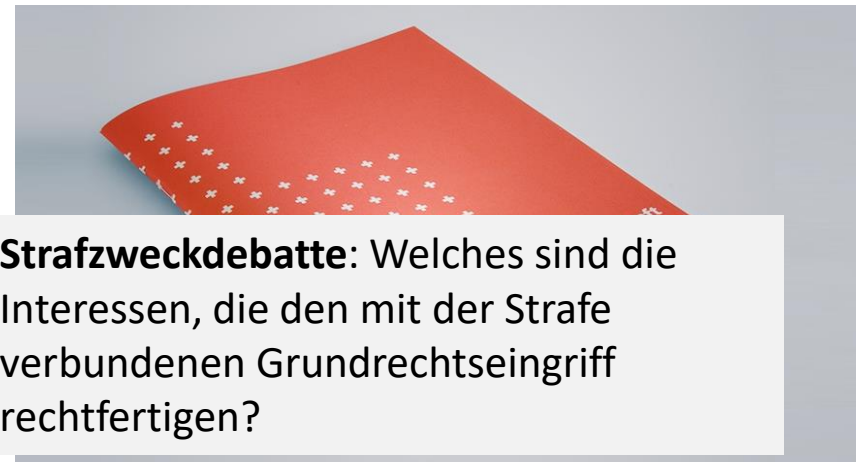 Strafzweckdebatte: Welches sind die
Interessen, die den mit der Strafe
verbundenen Grundrechtseingriff
rechtfertigen?